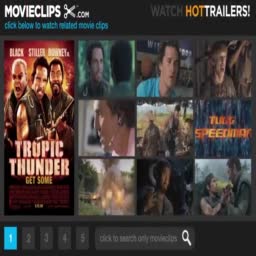 MOVIECLIPS .COM
WATCH HOTTRAILERS!
click below to watch related movie clips
BLACK STILLER DOWNEY JR
TROPIC
THUNDER
GET SOME
TUGG
SPEEDMAN
1 2 3 4 5
click to search only movieclips